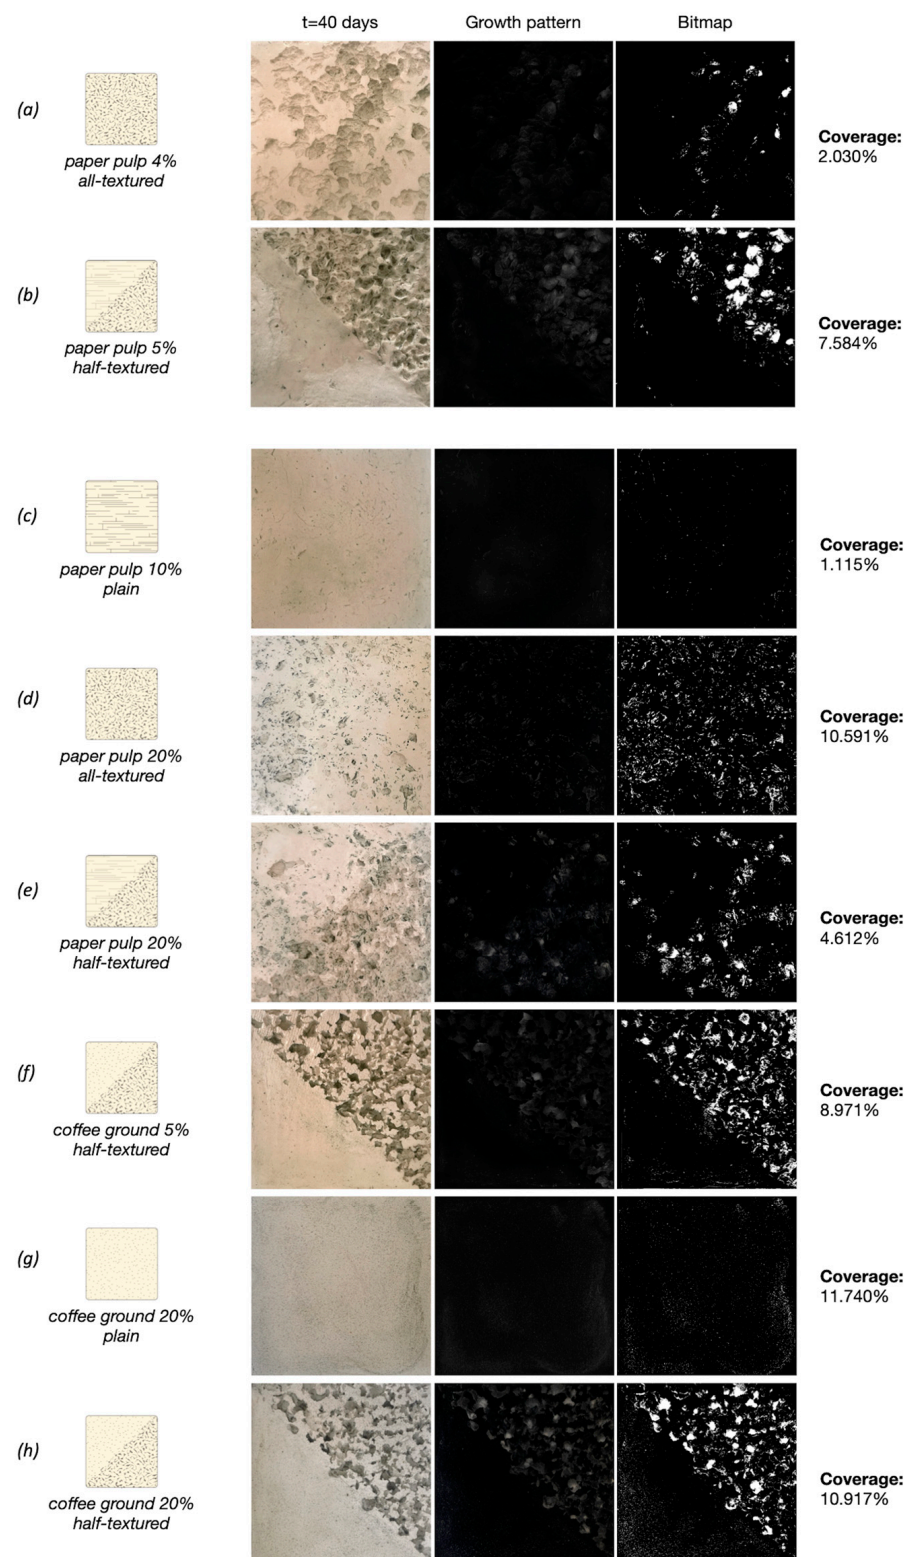 t=40 days
Growth pattern
Bitmap
(a)
paper pulp 4%
all-textured
Coverage:
2.030%
(b)
paper pulp 5%
half-textured
Coverage:
7.584%
(c)
paper pulp 10%
plain
Coverage:
1.115%
(d)
paper pulp 20%
all-textured
Coverage:
10.591%
(e)
paper pulp 20%
half-textured
Coverage:
4.612%
(f)
coffee ground 5%
half-textured
Coverage:
8.971%
(g)
coffee ground 20%
plain
Coverage:
11.740%
(h)
coffee ground 20%
half-textured
Coverage:
10.917%